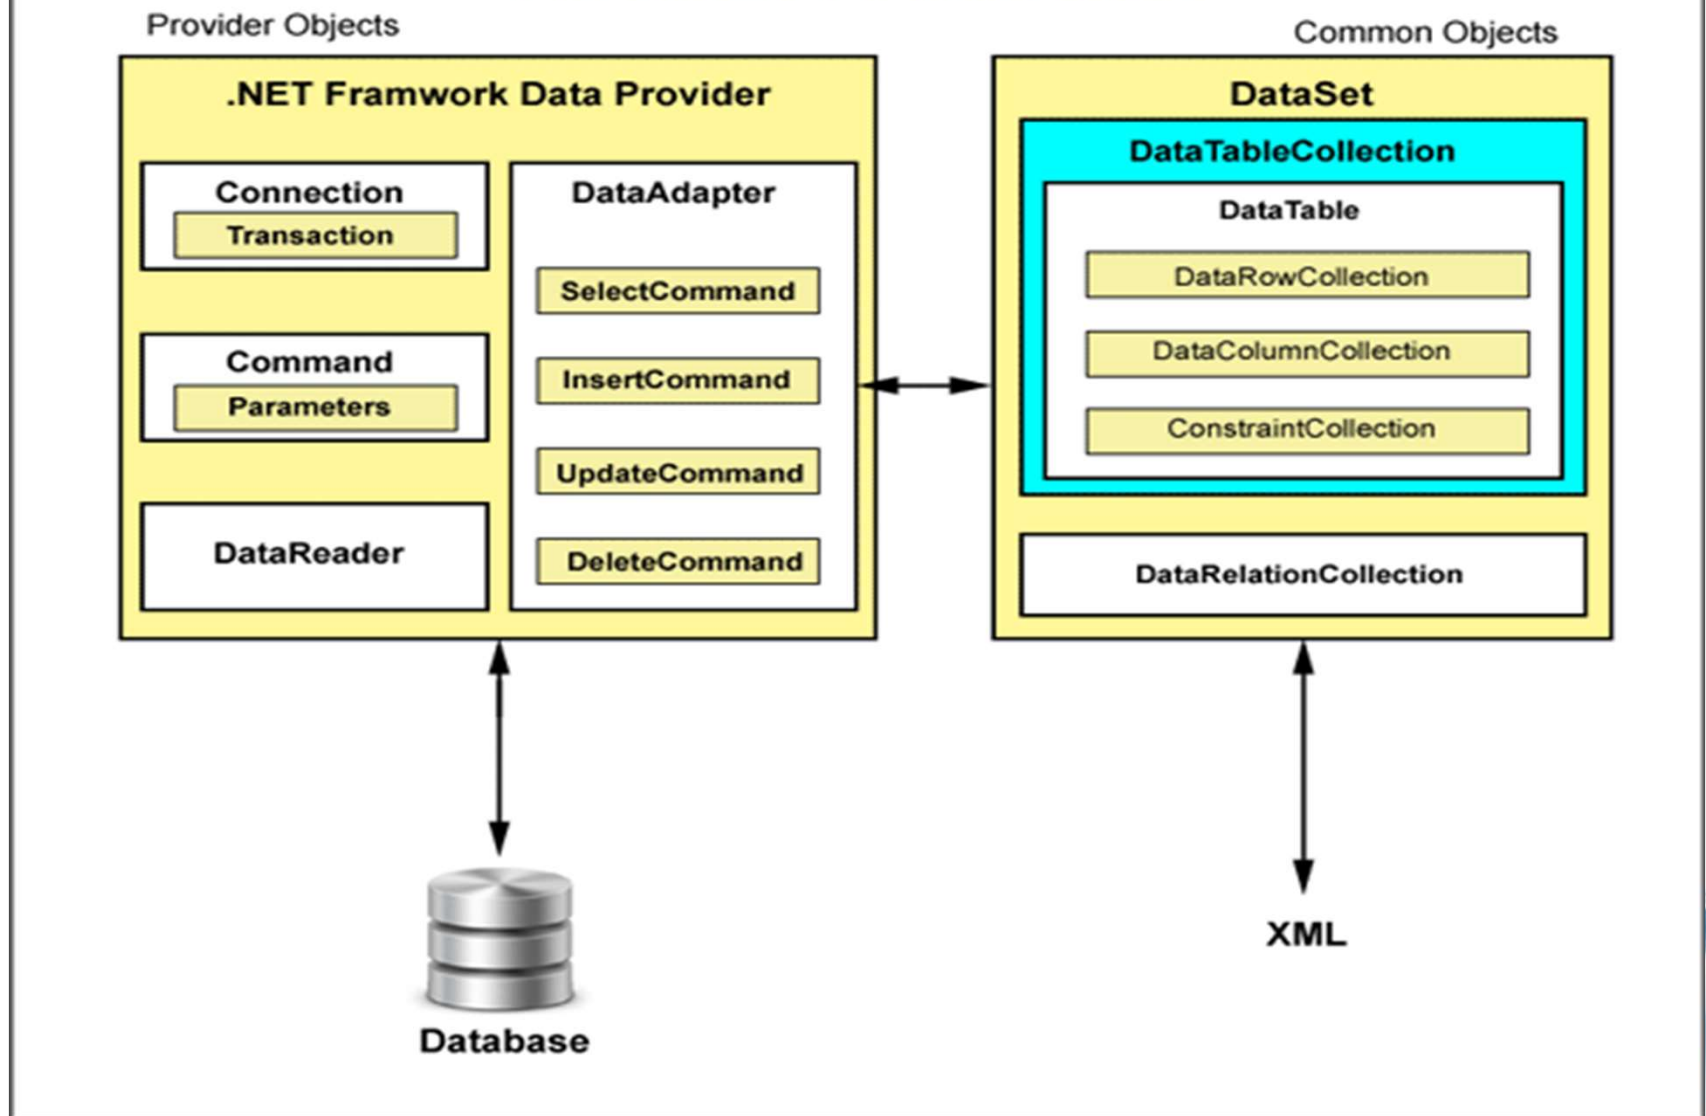 Provider Objects
.NET Framwork Data Provider
Connection
Transaction
Command
Parameters
DataReader
DataAdapter
SelectCommand
InsertCommand
UpdateCommand
DeleteCommand
Common Objects
DataSet
DataTableCollection
DataTable
DataRowCollection
DataColumnCollection
ConstraintCollection
DataRelationCollection
Database
XML